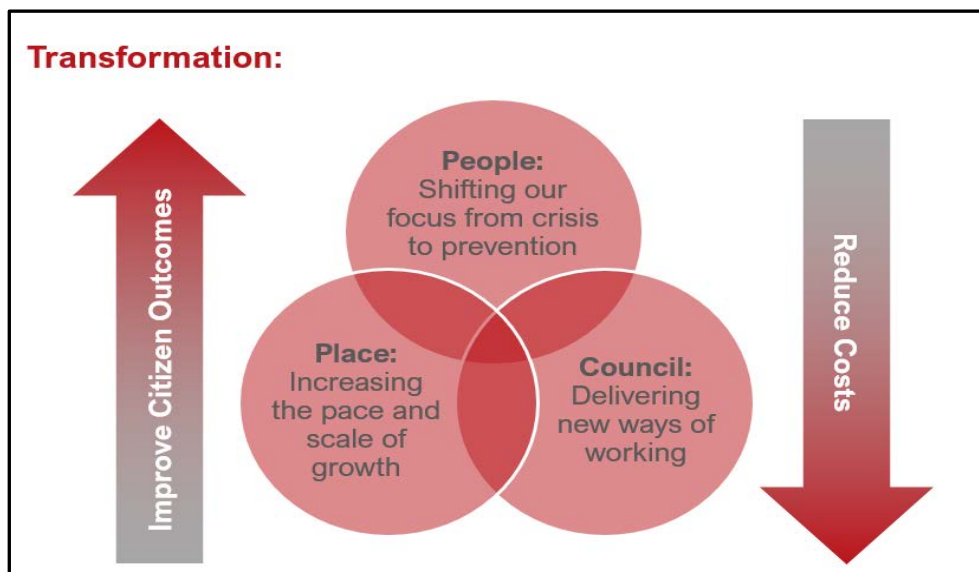 Transformation:
Improve Citizen Outcomes
People:
Shifting our
focus from crisis
to prevention
Place:
Increasing
the pace and
scale of
growth
Council:
Delivering
new ways of
working
Reduce Costs